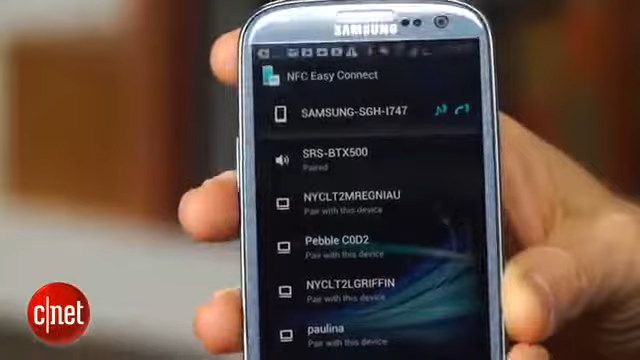 SAMSUNG
NFC Easy Connect
SAMSUNG-SGH-I747
SRS-BTX500
Paired
NYCLT2MREGNIAU
Pair with this device
Pebble C0D2
Pair with this device
NYCLT2LGRIFFIN
Pair with this device
paulina
Pair with this device
c|net